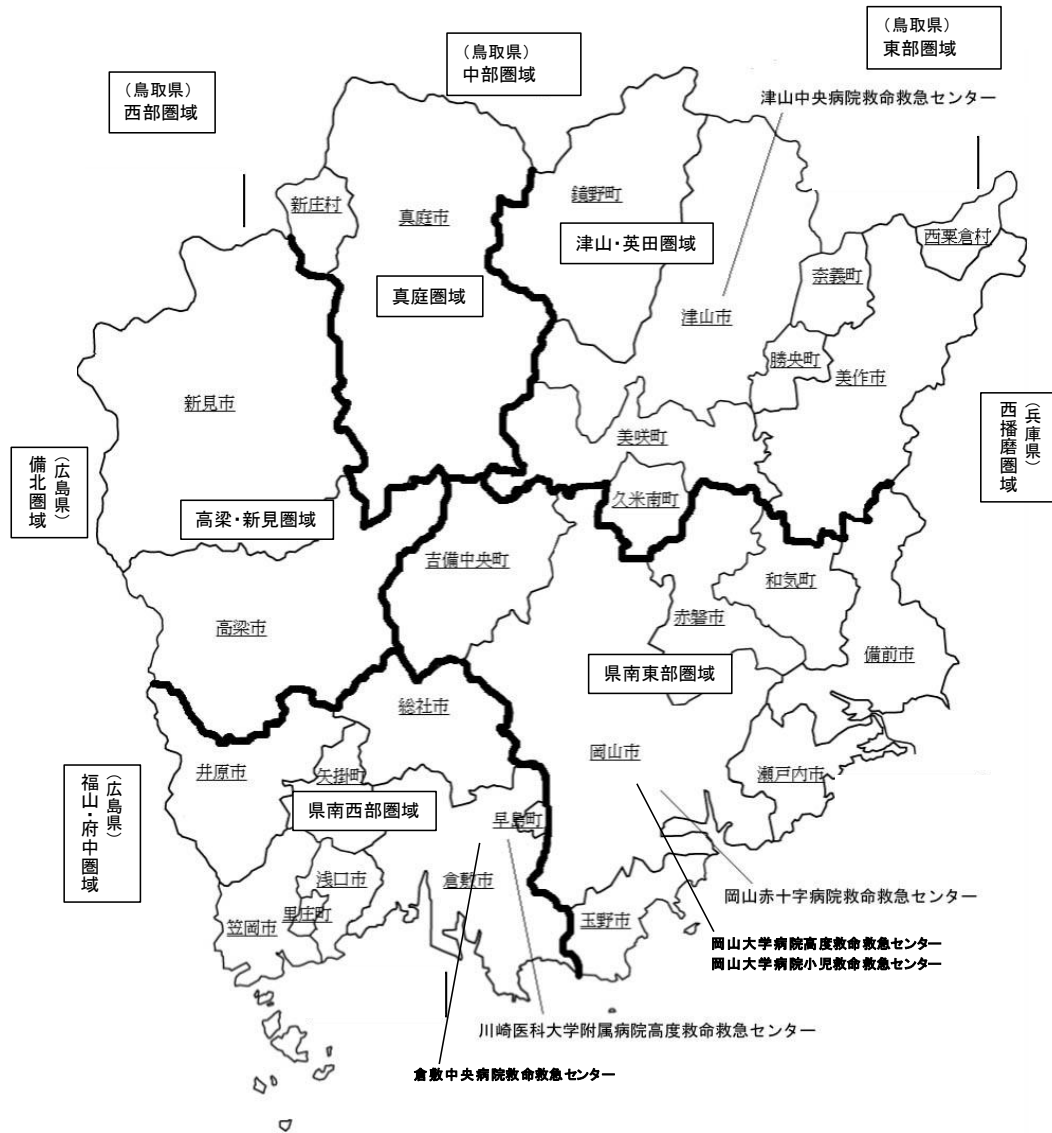 （鳥取県）
東部圏域
（鳥取県）
中部圏域
（鳥取県）
西部圏域
津山中央病院救命救急センター
新庄村
真庭市
鏡野町
西粟倉村
津山・英田圏域
奈義町
真庭圏域
津山市
勝央町
美作市
新見市
（兵庫県）
西播磨圏域
美咲町
（広島県）
備北圏域
久米南町
高梁・新見圏域
吉備中央町
和気町
赤磐市
高梁市
備前市
県南東部圏域
総社市
岡山市
井原市
矢掛町
瀬戸内市
（広島県）
福山・府中圏域
県南西部圏域
早島町
浅口市
倉敷市
里庄町
笠岡市
玉野市
岡山赤十字病院救命救急センター
岡山大学病院高度救命救急センター
岡山大学病院小児救命救急センター
川崎医科大学附属病院高度救命救急センター
倉敷中央病院救命救急センター